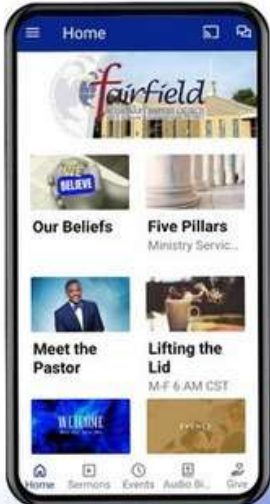 Home
fairfield
BELIEVE
Our Beliefs
Five Pillars
Ministry Servic...
Meet the
Pastor
Lifting the
Lid
M-F 6 AM CST
WELCOME
EVENTS
Home
Sermons
Events
Audio Bi...
Give